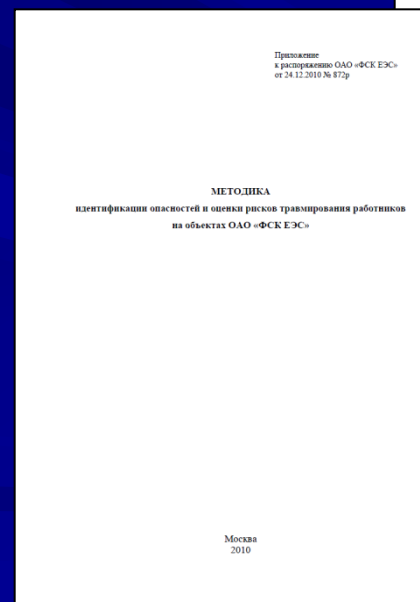 Приложение
к распоряжению ОАО «ФСК ЕЭС»
от 24.12.2010 № 872р
МЕТОДИКА
идентификации опасностей и оценки рисков травмирования работников
на объектах ОАО «ФСК ЕЭС»
Москва
2010